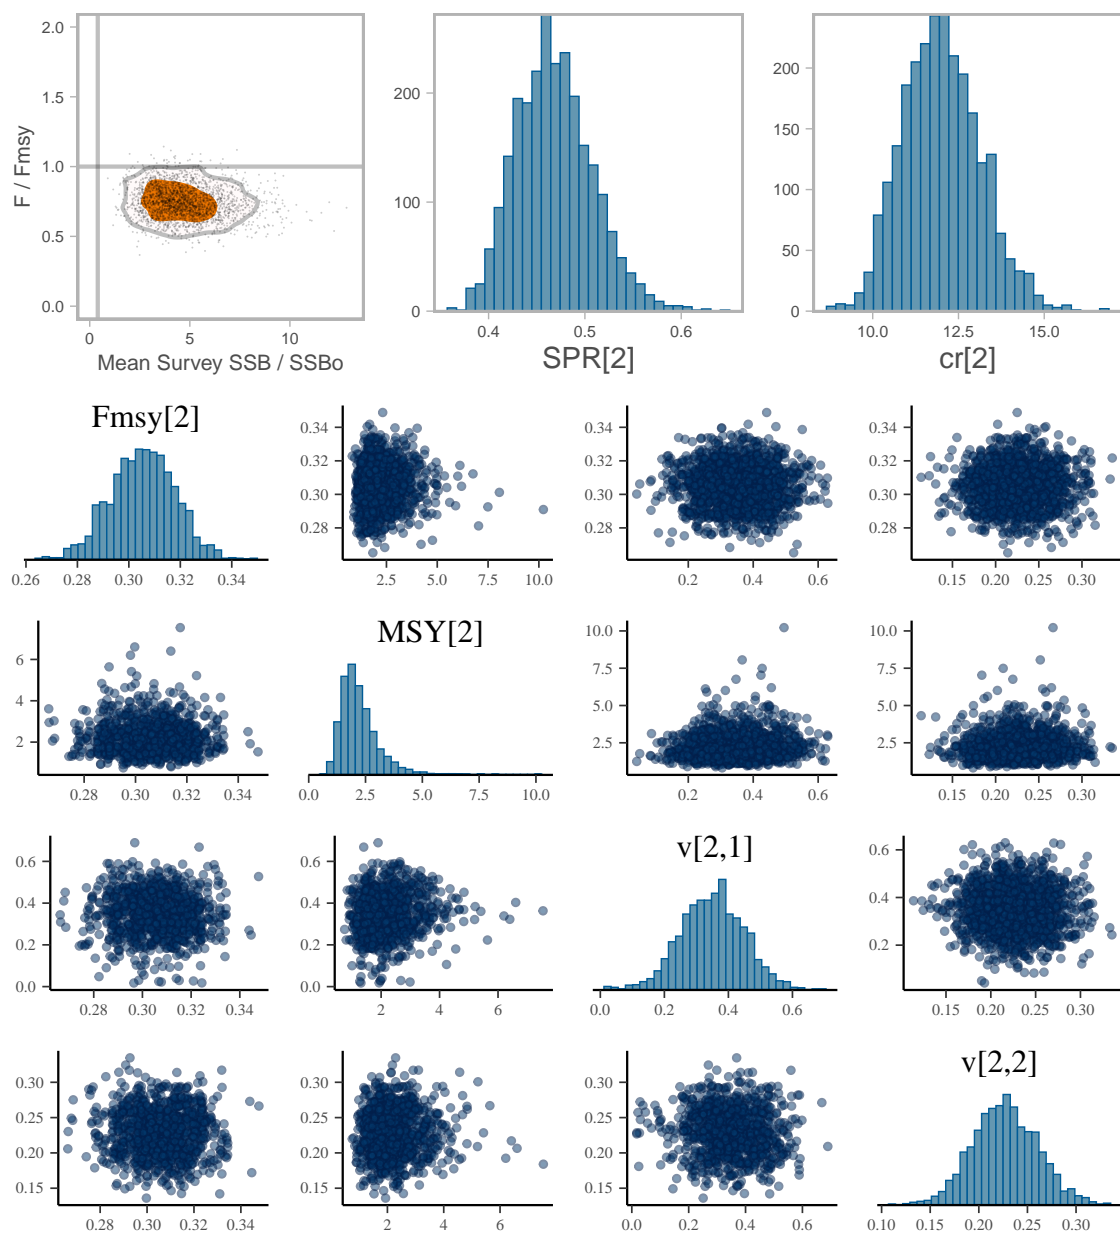 2.0
1.5
1.0
0.5
0.0
F / Fmsy
0 5 10
Mean Survey SSB / SSBo
200
100
0
0.4 0.5 0.6
SPR[2]
200
150
100
50
0
10.0 12.5 15.0
cr[2]
Fmsy[2]
0.26 0.28 0.30 0.32 0.34
0.34
0.32
0.30
0.28
2.5 5.0 7.5 10.0
0.34
0.32
0.30
0.28
0.2 0.4 0.6
0.34
0.32
0.30
0.28
0.15 0.20 0.25 0.30
6
4
2
0.28 0.30 0.32 0.34
MSY[2]
0.0 2.5 5.0 7.5 10.0
10.0
7.5
5.0
2.5
0.2 0.4 0.6
10.0
7.5
5.0
2.5
0.15 0.20 0.25 0.30
0.6
0.4
0.2
0.0
0.28 0.30 0.32 0.34
0.6
0.4
0.2
0.0
2 4 6
v[2,1]
0.0 0.2 0.4 0.6
0.6
0.4
0.2
0.15 0.20 0.25 0.30
0.30
0.25
0.20
0.15
0.28 0.30 0.32 0.34
0.30
0.25
0.20
0.15
2 4 6
0.30
0.25
0.20
0.15
0.0 0.2 0.4 0.6
v[2,2]
0.10 0.15 0.20 0.25 0.30